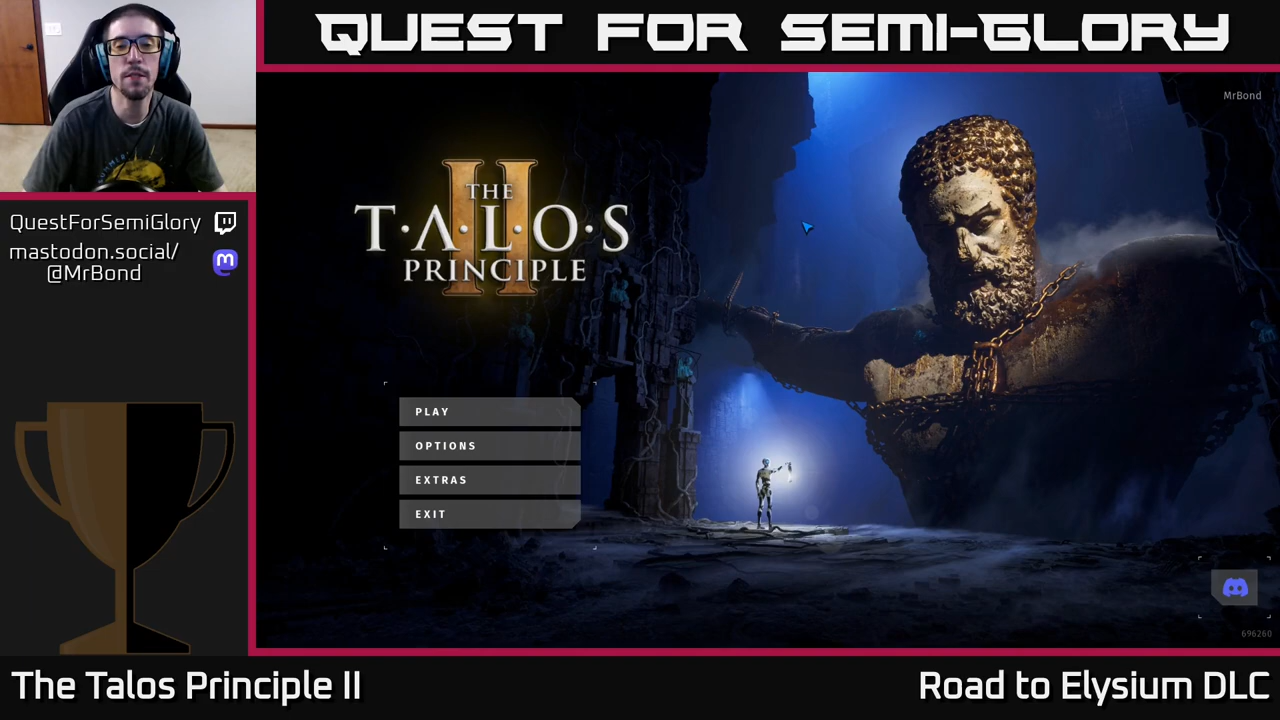 QUEST FOR SEMI-GLORY
MrBond
QuestForSemiGlory
mastodon.social/
@MrBond
II
THE
T·A·L·O·S
PRINCIPLE
PLAY
OPTIONS
EXTRAS
EXIT
696260
The Talos Principle II
Road to Elysium DLC